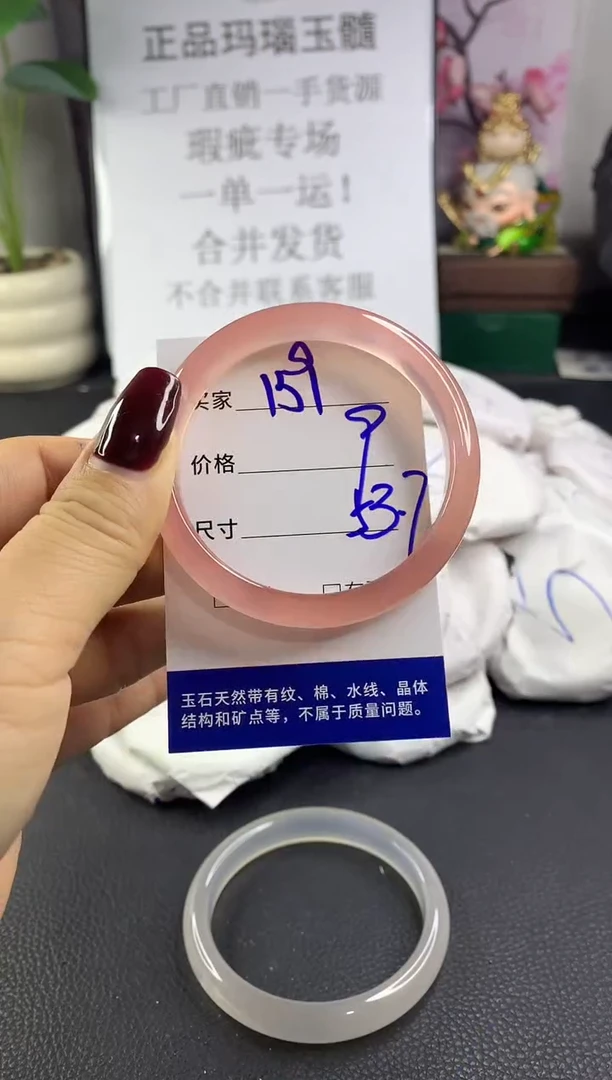 正品玛瑙玉髓
工厂直销一手货源
瑕疵专场
一单一运！
合并发货
不合并联系客服
买家 159
价格 9
尺寸 53.7
玉石天然带有纹、棉、水线、晶体
结构和矿点等，不属于质量问题。